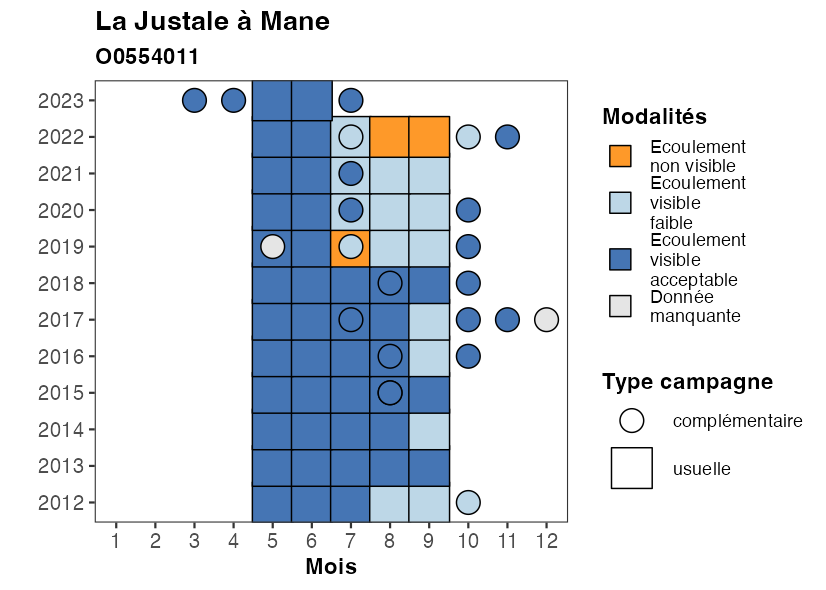 La Justale à Mane
O0554011
2023
2022
2021
2020
2019
2018
2017
2016
2015
2014
2013
2012
1 2 3 4 5 6 7 8 9 10 11 12
Mois
Modalités
Ecoulement
non visible
Ecoulement
visible
faible
Ecoulement
visible
acceptable
Donnée
manquante
Type campagne
complémentaire
usuelle